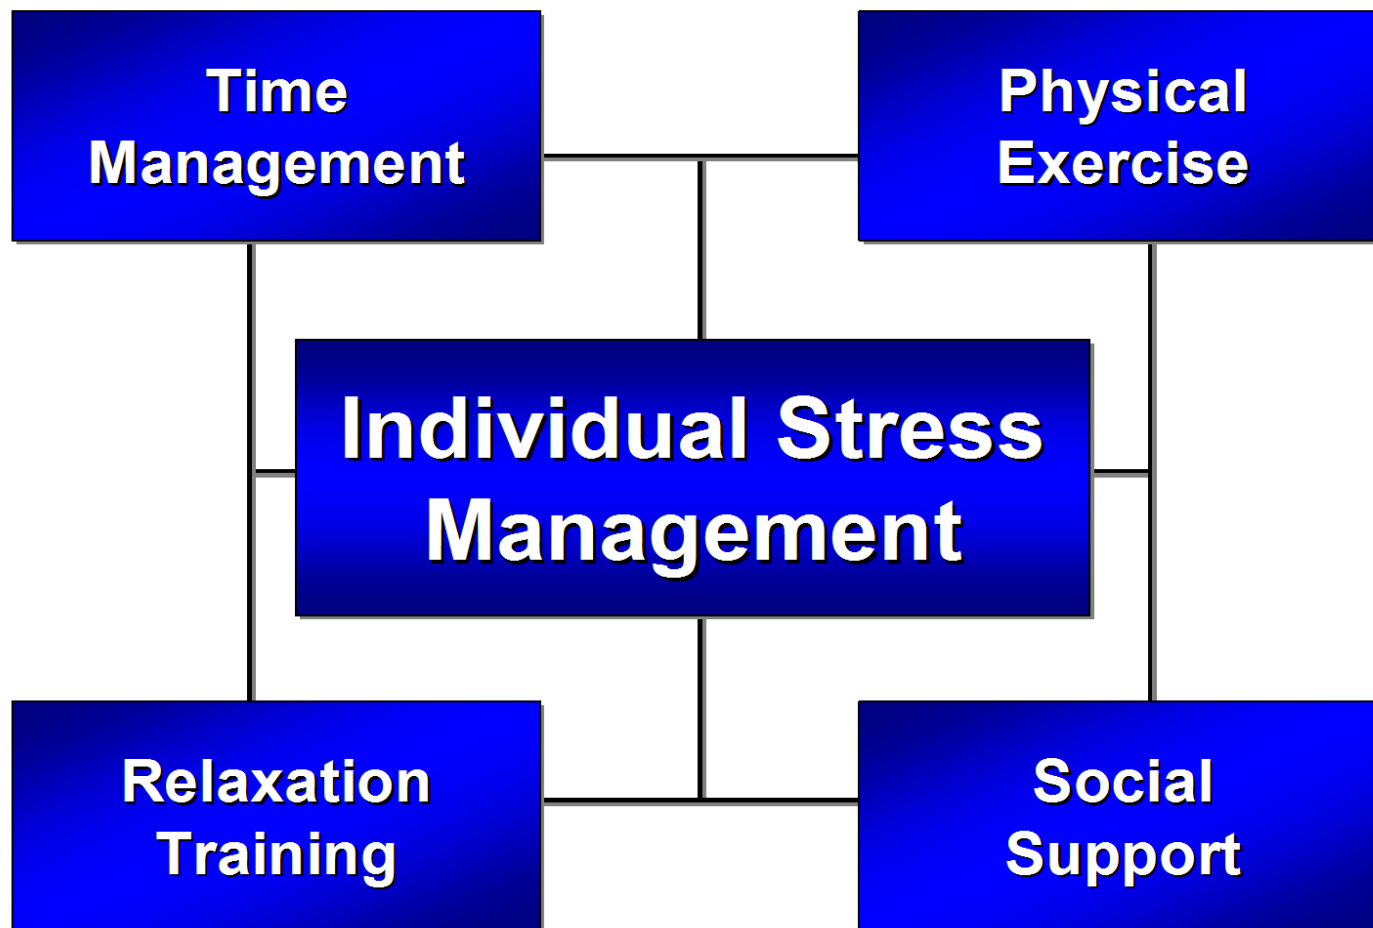 Time
Management
Physical
Exercise
Individual Stress
Management
Relaxation
Training
Social
Support